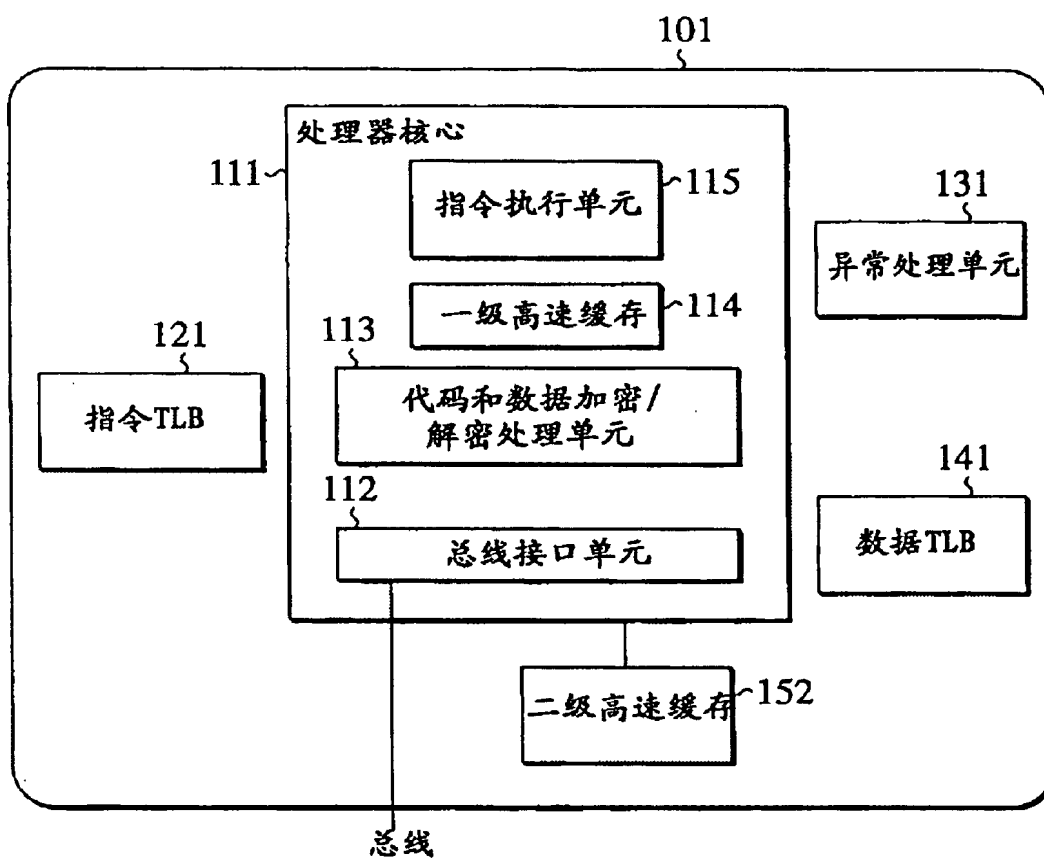 101
处理器核心
111
指令执行单元
115
131
异常处理单元
一级高速缓存
114
113
121
代码和数据加密/
解密处理单元
指令TLB
112
141
总线接口单元
数据TLB
二级高速缓存
152
总线